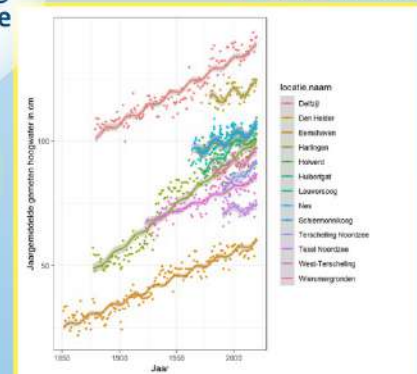 e
Jaargemiddelde gemeten hoogwater in cm
100
50
1850
1900
1950
2000
Jaar
locatie.naam
Delfzijl
Den Helder
Eemshaven
Harlingen
Holwerd
Huibertgat
Lauwersoog
Nes
Schiermonnikoog
Terschelling Noordzee
Texel Noordzee
West-Terschelling
Wierumergronden